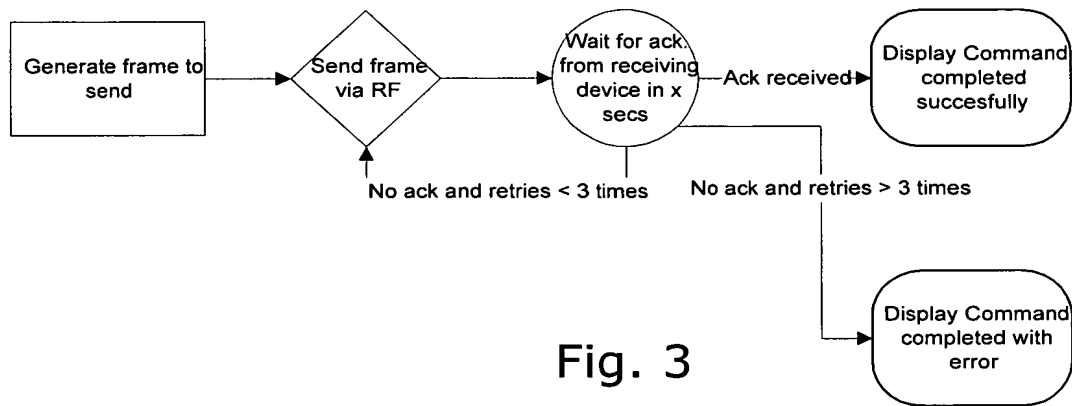 Generate frame to
send
Send frame
via RF
Wait for ack.
from receiving
device in x
secs
Ack received
Display Command
completed
succesfully
No ack and retries < 3 times
No ack and retries > 3 times
Display Command
completed with
error
Fig. 3